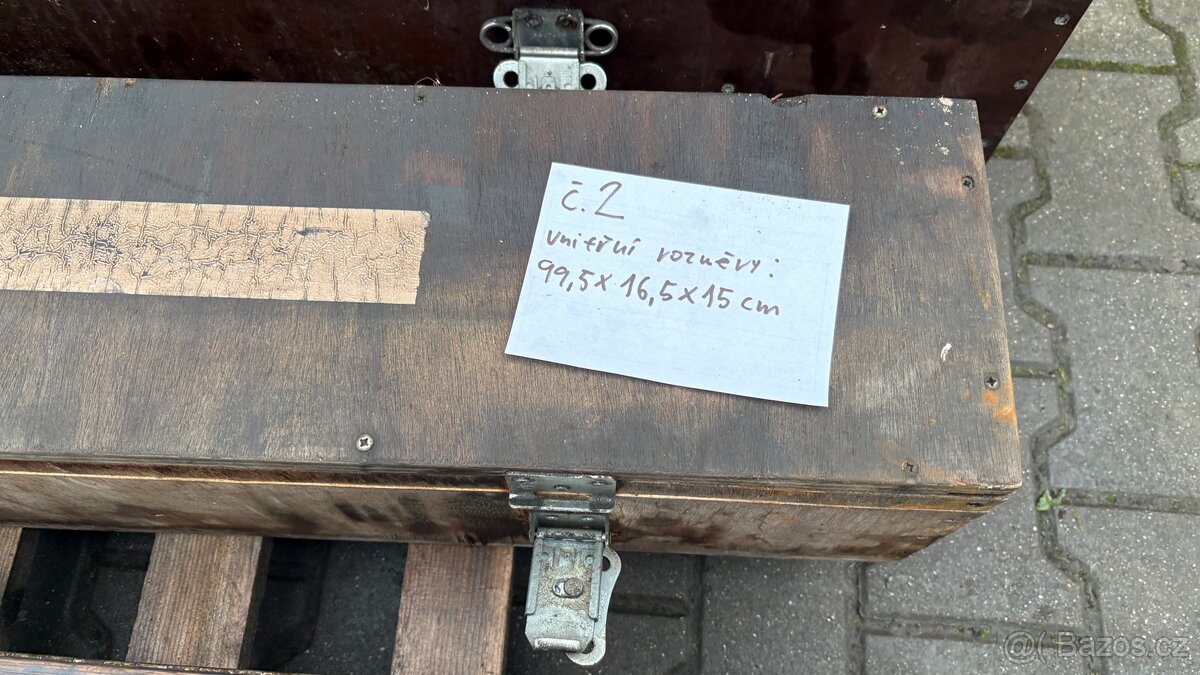 č.2
vnitřní rozměry:
99,5×16,5×15 cm
@( Bazos.cz